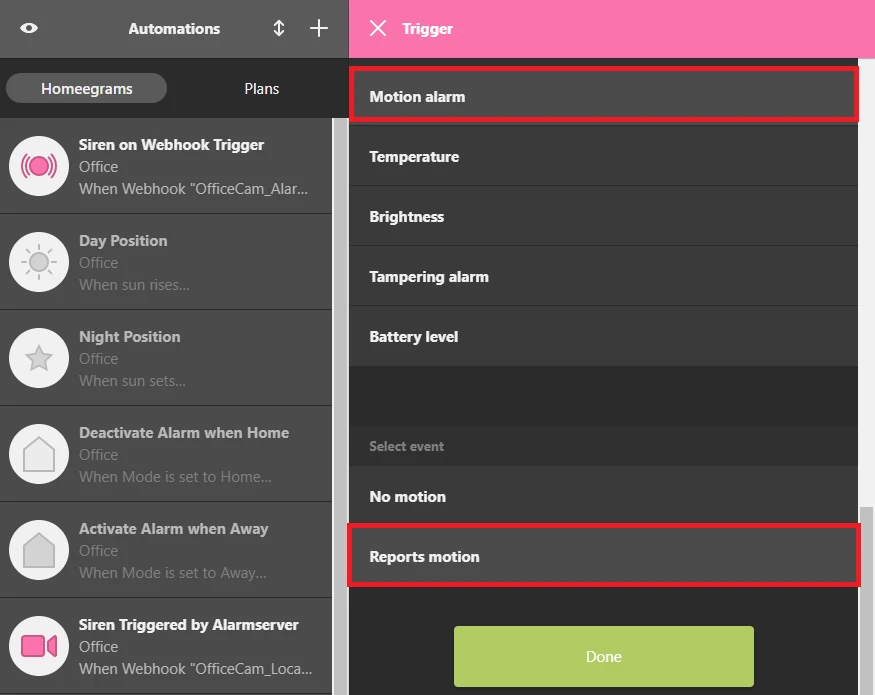 Automations
Homeegrams
Plans
Siren on Webhook Trigger
Office
When Webhook "OfficeCam_Alar...
Day Position
Office
When sun rises...
Night Position
Office
When sun sets...
Deactivate Alarm when Home
Office
When Mode is set to Home...
Activate Alarm when Away
Office
When Mode is set to Away...
Siren Triggered by Alarmserver
Office
When Webhook "OfficeCam_Loca...
Trigger
Motion alarm
Temperature
Brightness
Tampering alarm
Battery level
Select event
No motion
Reports motion
Done